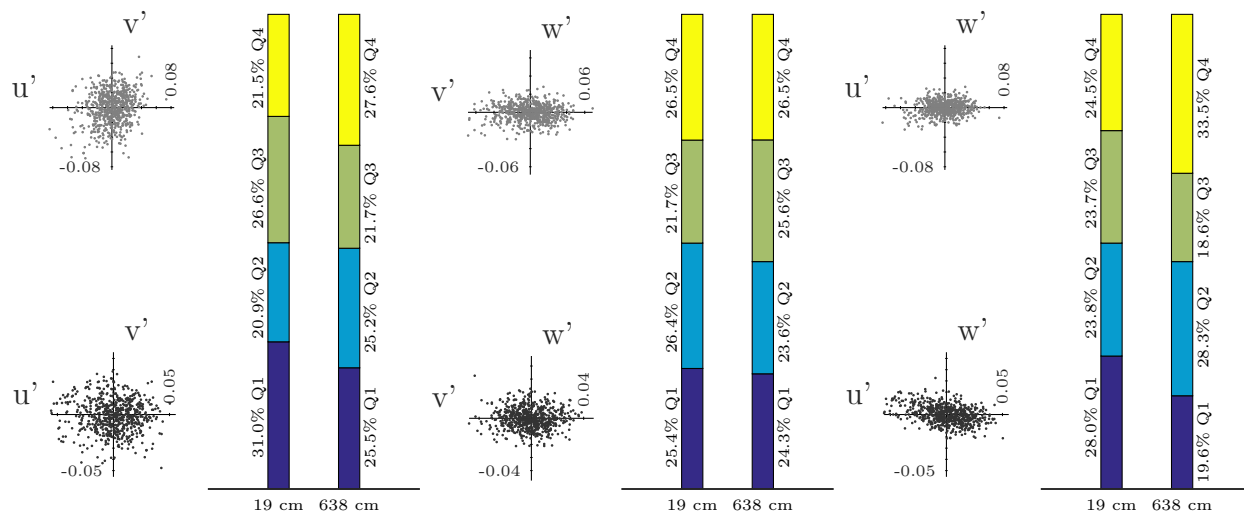 v'
u'
0.08
-0.08
v'
u'
0.05
-0.05
21.5% Q4
26.6% Q3
20.9% Q2
31.0% Q1
27.6% Q4
21.7% Q3
25.2% Q2
25.5% Q1
19 cm 638 cm
w'
v'
0.06
-0.06
w'
v'
0.04
-0.04
26.5% Q4
21.7% Q3
26.4% Q2
25.4% Q1
26.5% Q4
25.6% Q3
23.6% Q2
24.3% Q1
19 cm 638 cm
w'
u'
0.08
-0.08
w'
u'
0.05
-0.05
24.5% Q4
23.7% Q3
23.8% Q2
28.0% Q1
33.5% Q4
18.6% Q3
28.3% Q2
19.6% Q1
19 cm 638 cm